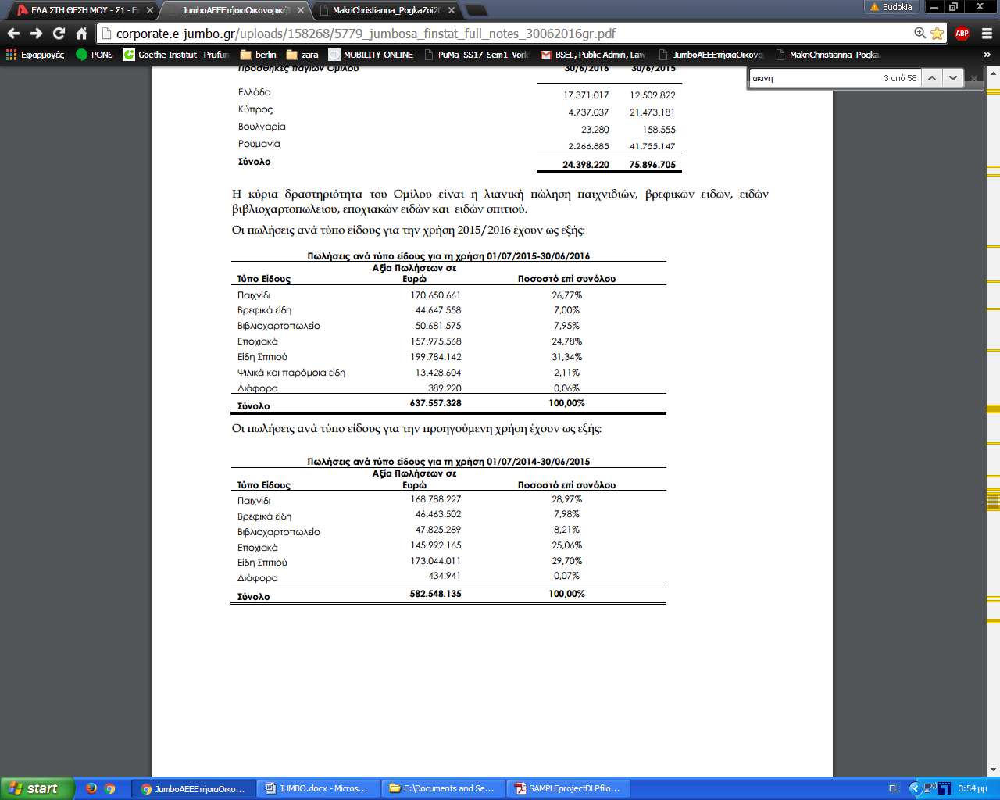 ΕΛΑ ΣΤΗ ΘΕΣΗ ΜΟΥ - Σ1 - Ε
JumboΑΕΕΕτήσιαΟικονομική
MakriChristianna_PogkaZoi2
Eudokia
corporate.e-jumbo.gr/uploads/158268/5779_jumbosa_finstat_full_notes_30062016gr.pdf
ABP
Εφαρμογές PONS Goethe-Institut - Prüfun berlin zara MOBILITY-ONLINE PuMa_SS17_Sem1_Vorle BSEL, Public Admin, Law JumboΑΕΕΕτήσιαΟικονο MakriChristianna_Pogka »
ακινη 3 από 58
Προσθήκες παγίων Ομίλου 30/6/2016 30/6/2015
Ελλάδα 17.371.017 12.509.822
Κύπρος 4.737.037 21.473.181
Βουλγαρία 23.280 158.555
Ρουμανία 2.266.885 41.755.147
Σύνολο 24.398.220 75.896.705
Η κύρια δραστηριότητα του Ομίλου είναι η λιανική πώληση παιχνιδιών, βρεφικών ειδών, ειδών
βιβλιοχαρτοπωλείου, εποχιακών ειδών και ειδών σπιτιού.
Οι πωλήσεις ανά τύπο είδους για την χρήση 2015/2016 έχουν ως εξής:
Πωλήσεις ανά τύπο είδους για τη χρήση 01/07/2015-30/06/2016
Αξία Πωλήσεων σε
Τύπο Είδους Ευρώ Ποσοστό επί συνόλου
Παιχνίδι 170.650.661 26,77%
Βρεφικά είδη 44.647.558 7,00%
Βιβλιοχαρτοπωλείο 50.681.575 7,95%
Εποχιακά 157.975.568 24,78%
Είδη Σπιτιού 199.784.142 31,34%
Ψιλικά και παρόμοια είδη 13.428.604 2,11%
Διάφορα 389.220 0,06%
Σύνολο 637.557.328 100,00%
Οι πωλήσεις ανά τύπο είδους για την προηγούμενη χρήση έχουν ως εξής:
Πωλήσεις ανά τύπο είδους για τη χρήση 01/07/2014-30/06/2015
Αξία Πωλήσεων σε
Τύπο Είδους Ευρώ Ποσοστό επί συνόλου
Παιχνίδι 168.788.227 28,97%
Βρεφικά είδη 46.463.502 7,98%
Βιβλιοχαρτοπωλείο 47.825.289 8,21%
Εποχιακά 145.992.165 25,06%
Είδη Σπιτιού 173.044.011 29,70%
Διάφορα 434.941 0,07%
Σύνολο 582.548.135 100,00%
start JumboΑΕΕΕτήσιαΟικο... JUMBO.docx - Micros... E:\Documents and Se... SAMPLEprojectDLPfilo... EL 3:54 μμ